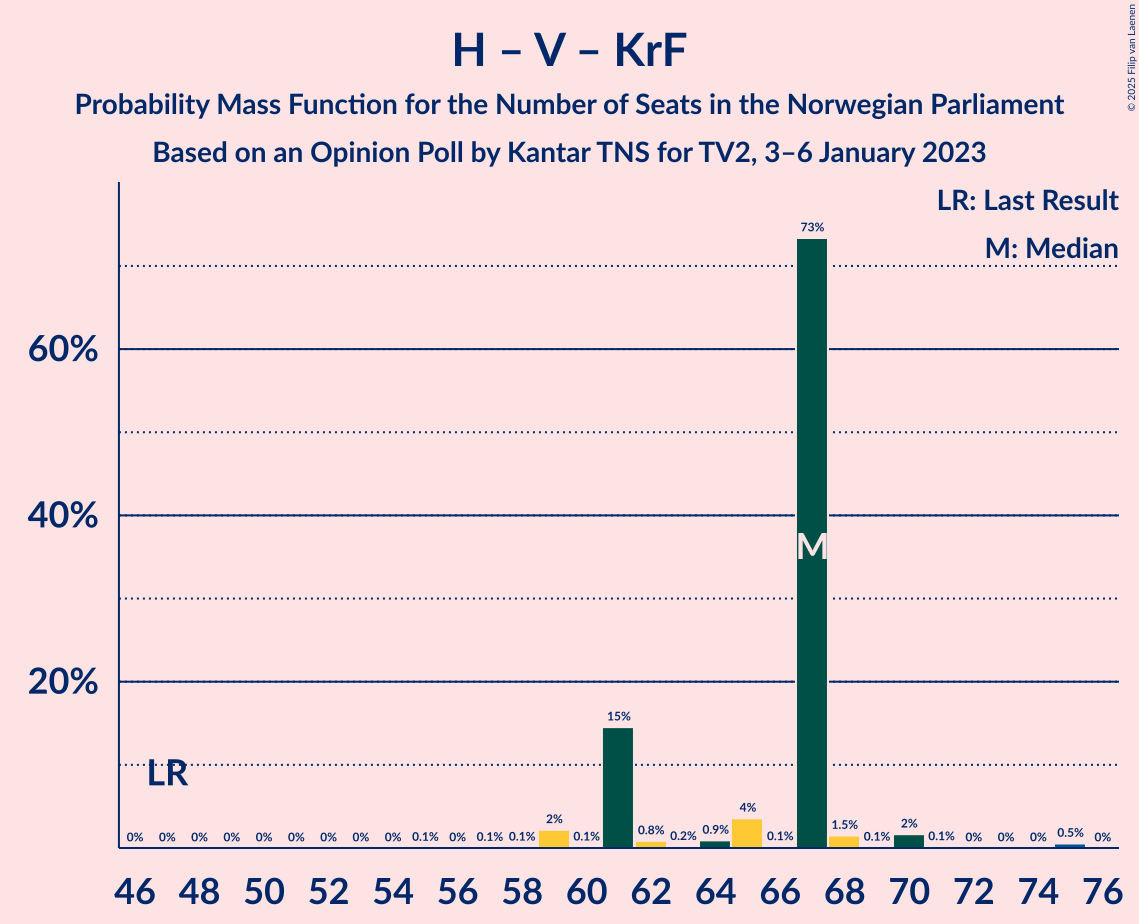 H – V – KrF
Probability Mass Function for the Number of Seats in the Norwegian Parliament
Based on an Opinion Poll by Kantar TNS for TV2, 3–6 January 2023
© 2025 Filip van Laenen
LR: Last Result
M: Median
73%
60%
40%
M
20%
15%
LR
0% 0% 0% 0% 0% 0% 0% 0% 0% 0.1% 0% 0.1% 0.1% 2% 0.1% 0.8% 0.2% 0.9% 4% 0.1% 1.5% 0.1% 2% 0.1% 0% 0% 0% 0.5% 0%
46 48 50 52 54 56 58 60 62 64 66 68 70 72 74 76